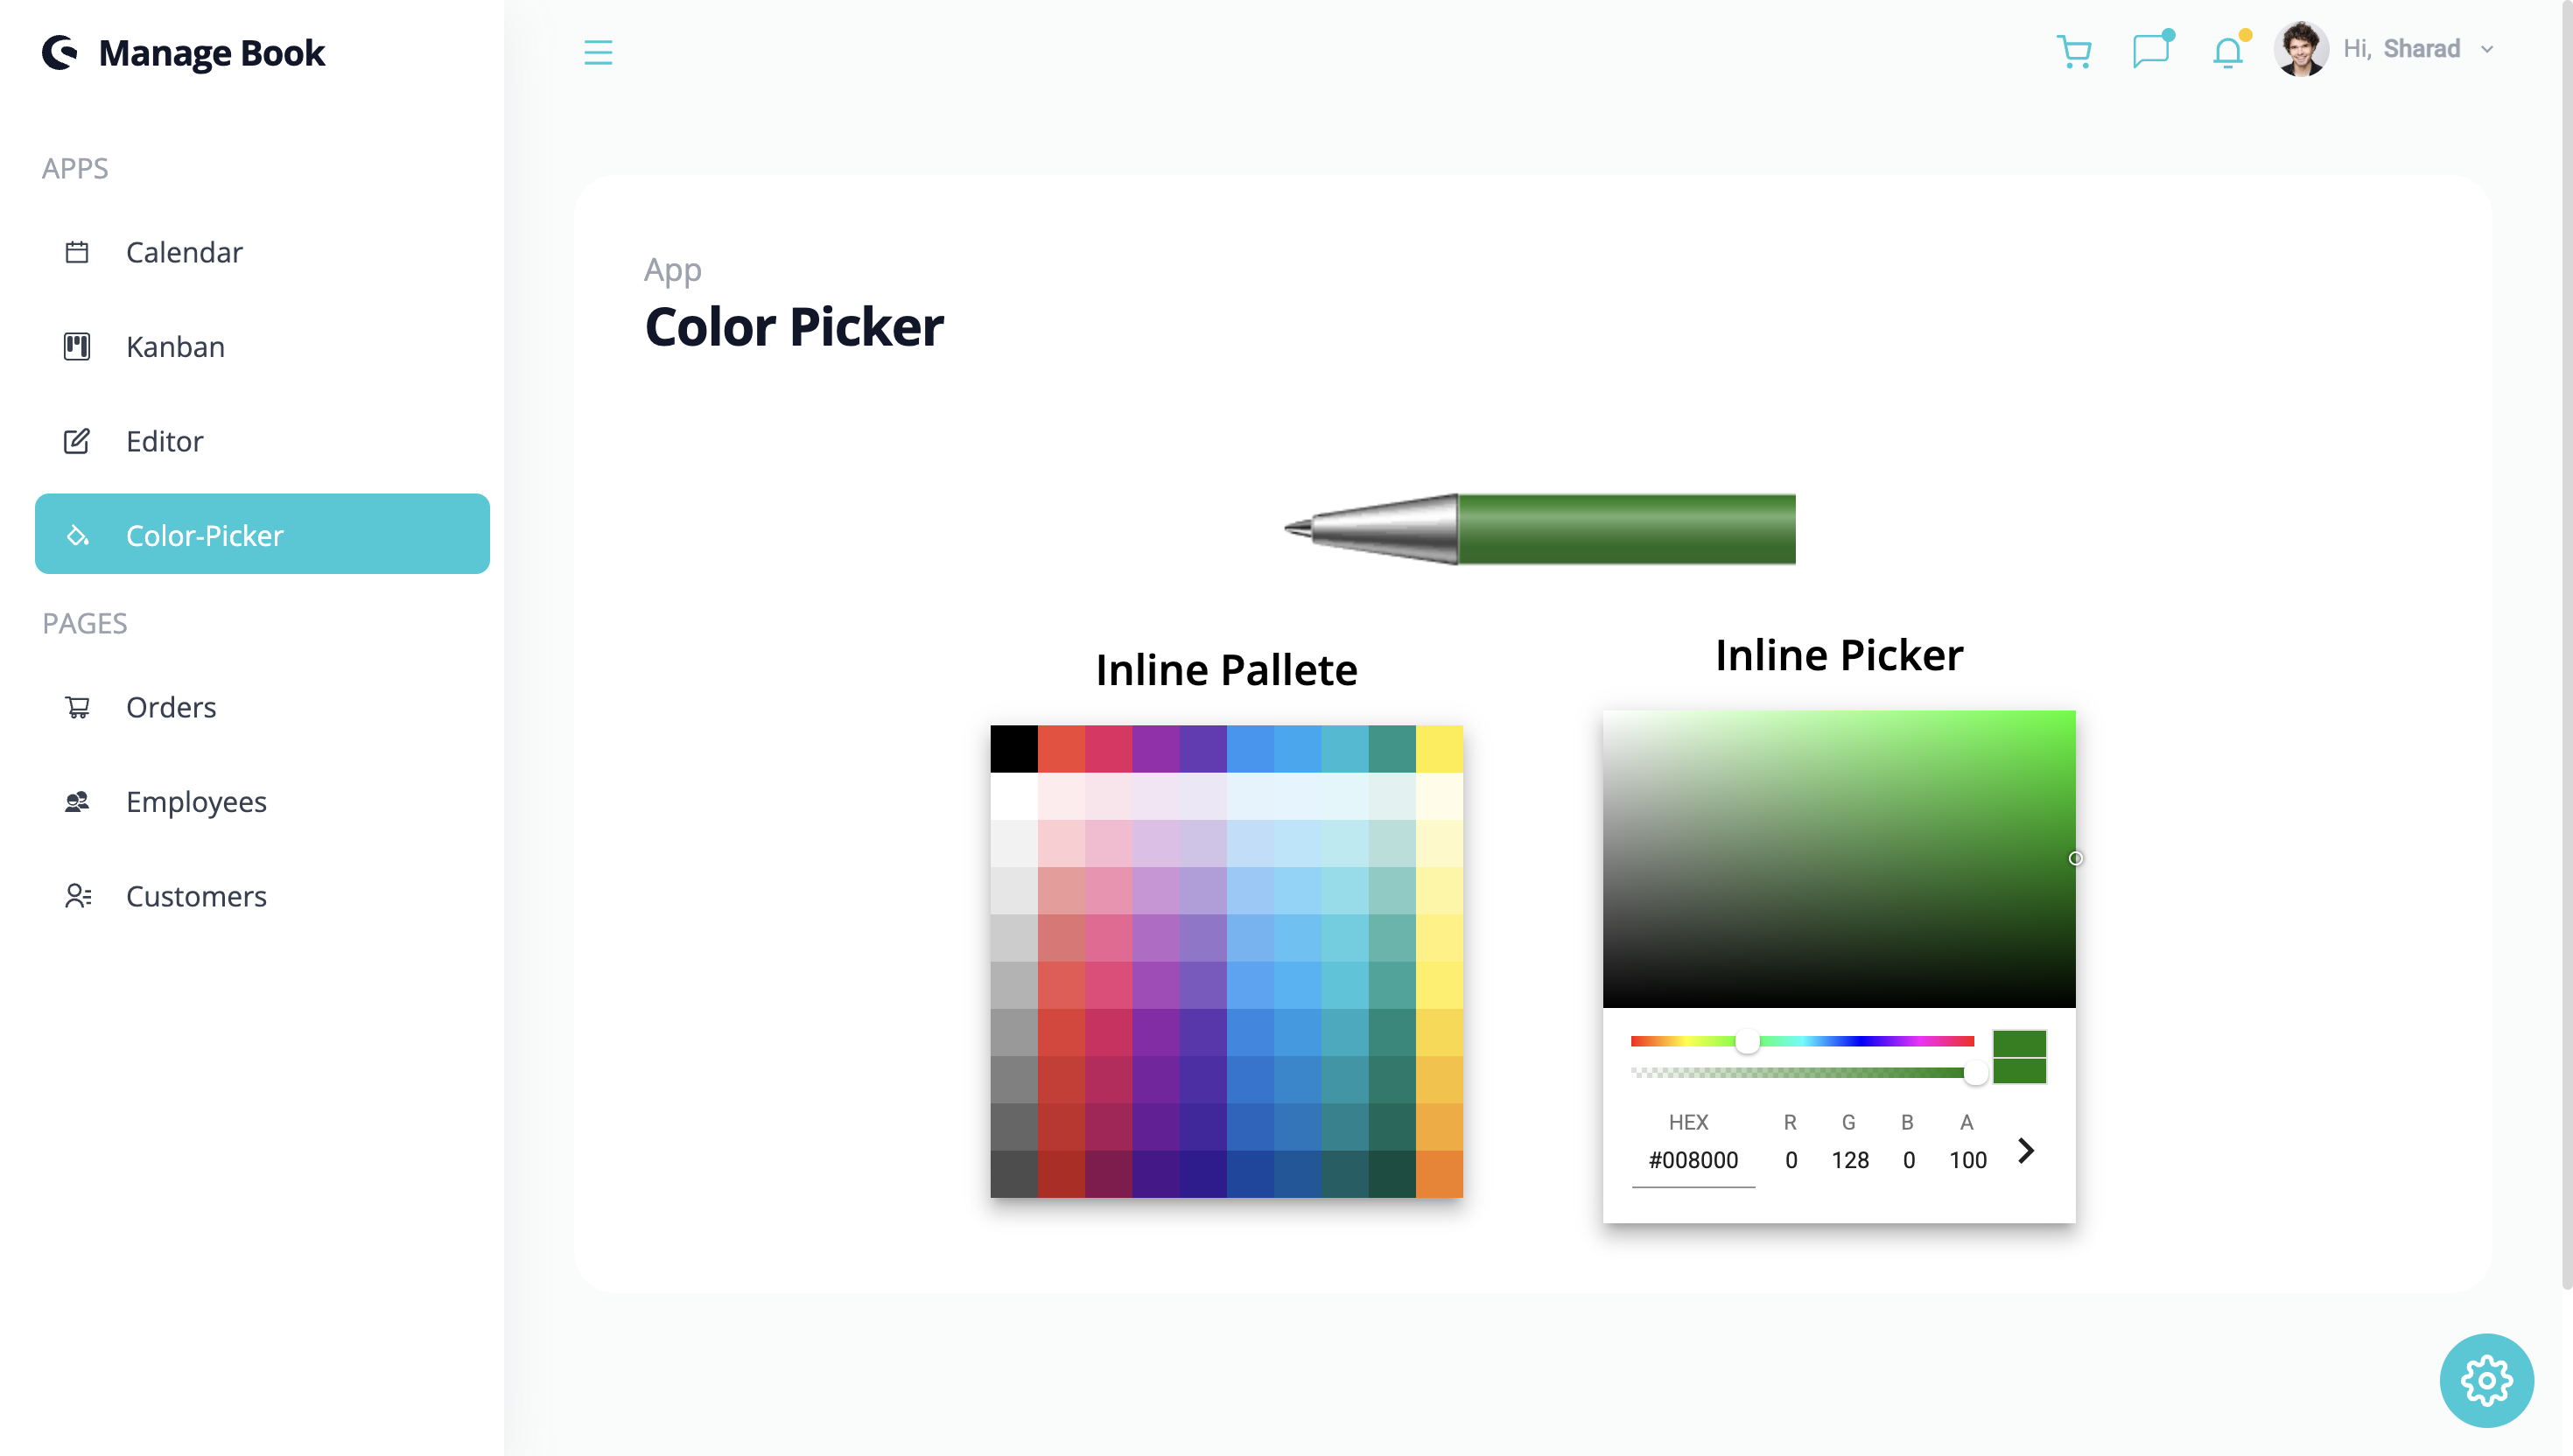 Manage Book
Hi, Sharad
APPS
Calendar
Kanban
Editor
Color-Picker
PAGES
Orders
Employees
Customers
App
Color Picker
Inline Pallete
Inline Picker
HEX R G B A
#008000 0 128 0 100